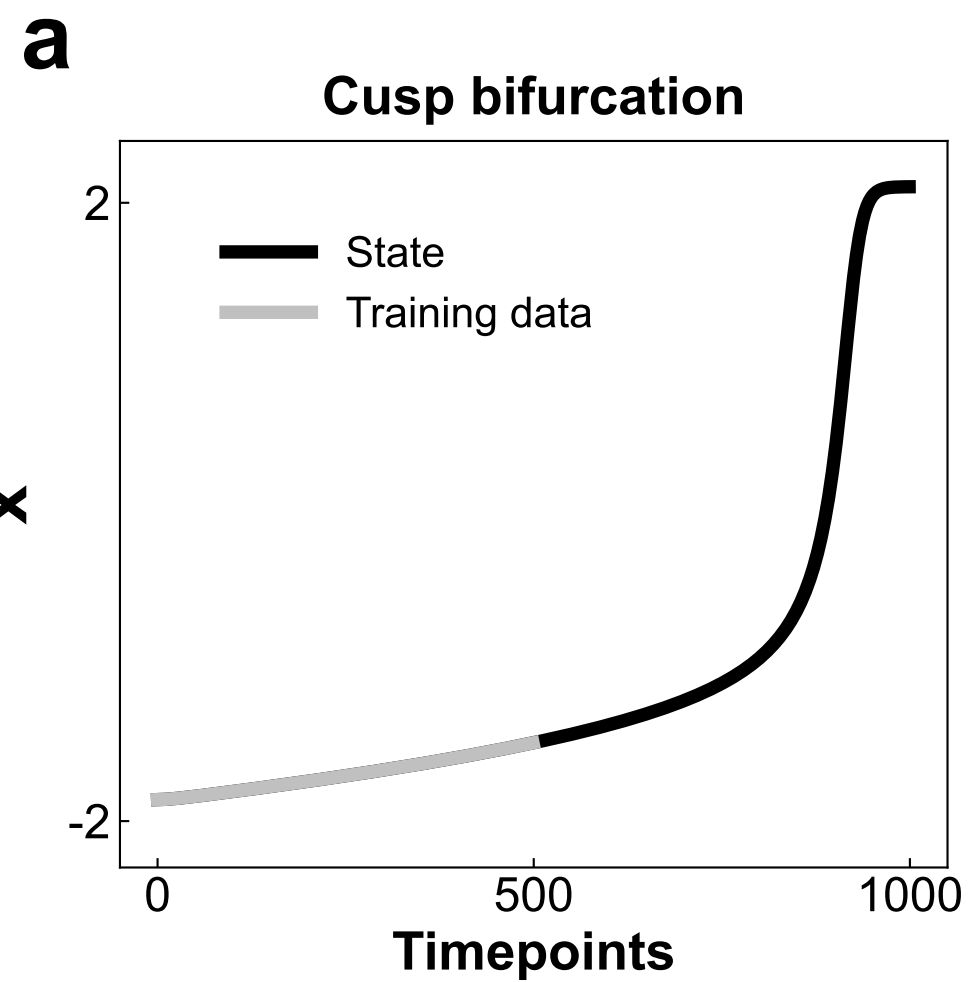 a
Cusp bifurcation
2
State
Training data
x
-2
0 500 1000
Timepoints